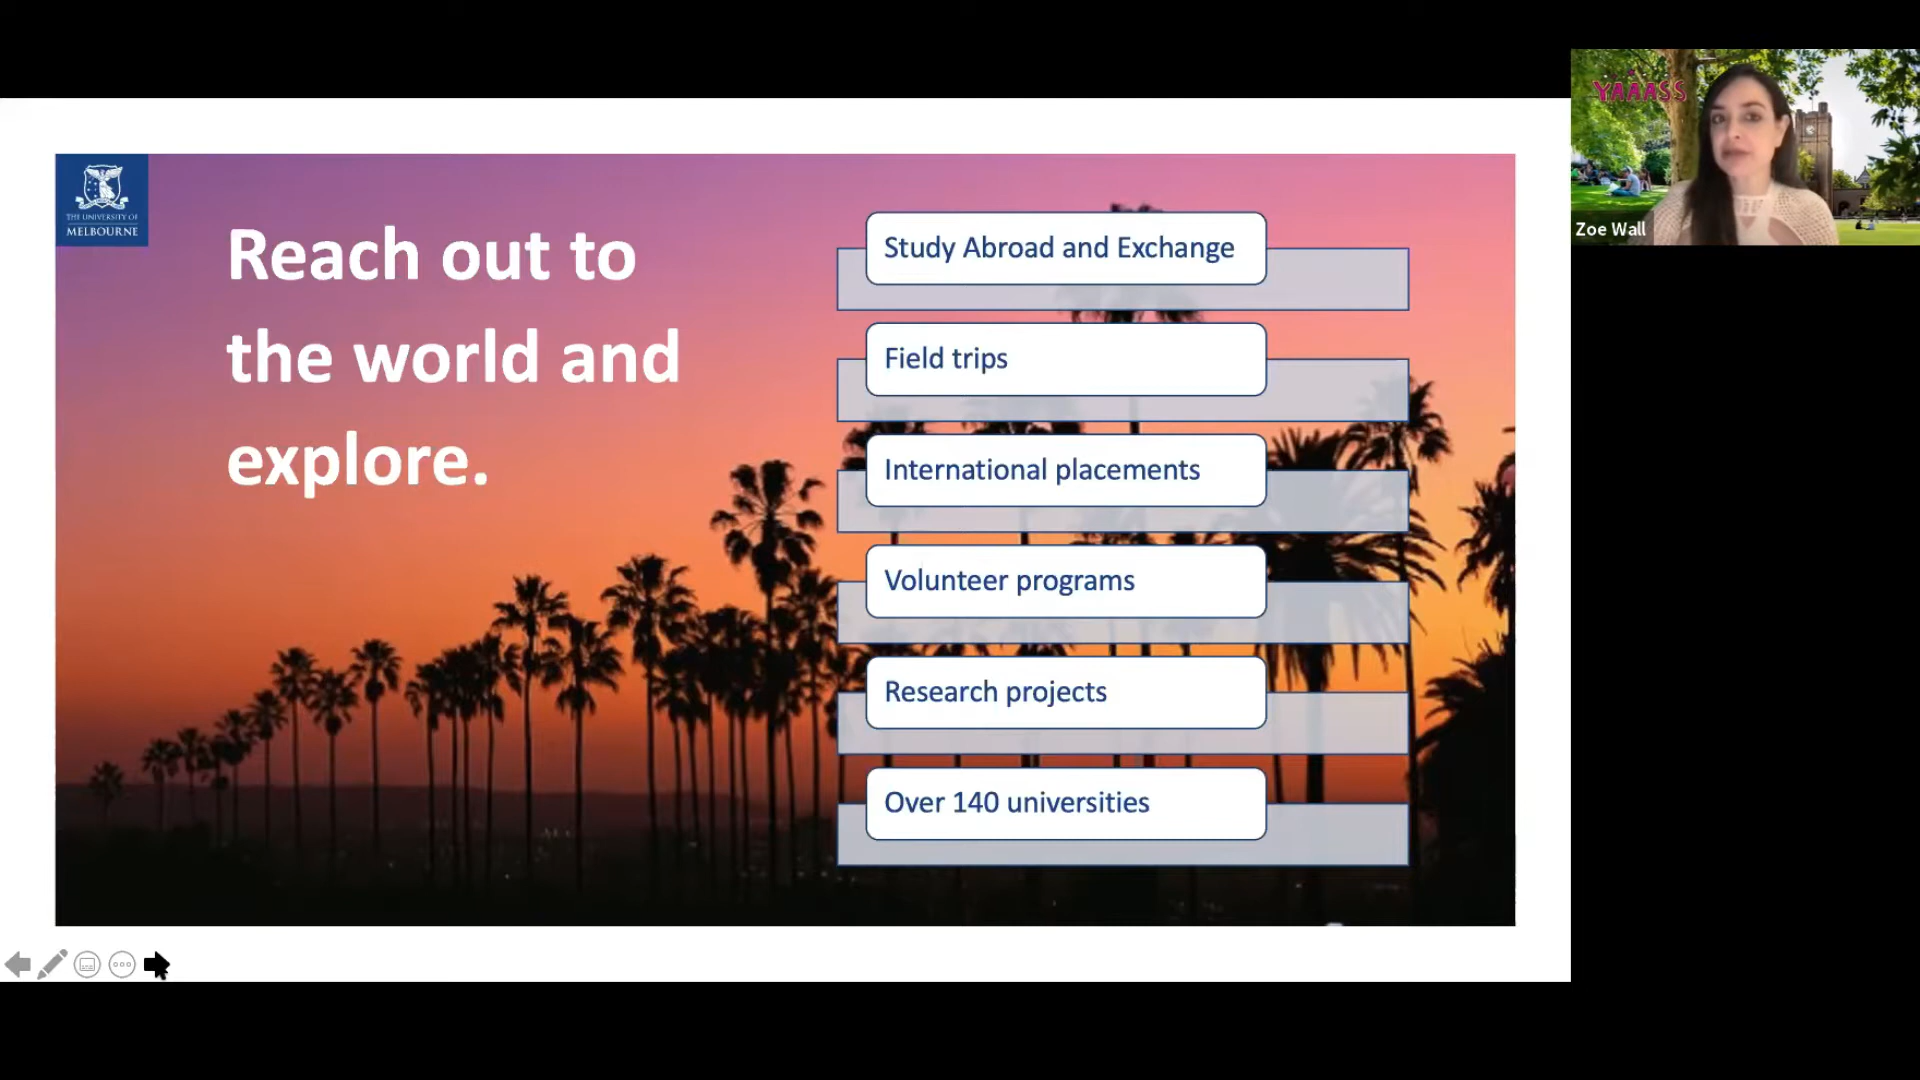 THE UNIVERSITY OF
MELBOURNE
Reach out to
the world and
explore.
Study Abroad and Exchange
Field trips
International placements
Volunteer programs
Research projects
Over 140 universities
YAAASS
Zoe Wall